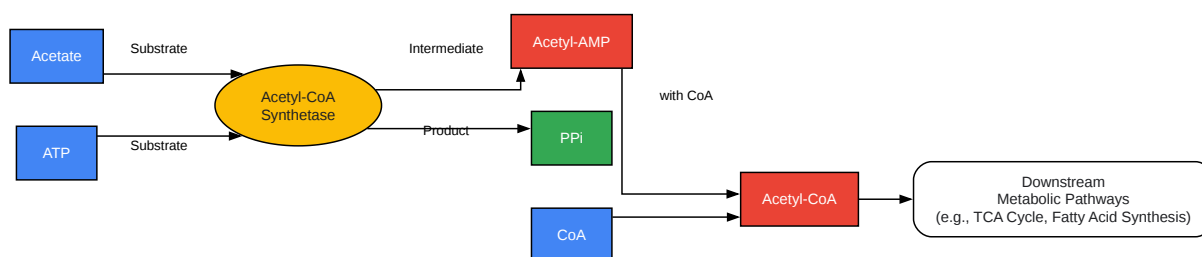 Acetate
Substrate
Acetyl-CoA
Synthetase
ATP
Substrate
Intermediate
Acetyl-AMP
Product
PPi
with CoA
CoA
Acetyl-CoA
Downstream
Metabolic Pathways
(e.g., TCA Cycle, Fatty Acid Synthesis)